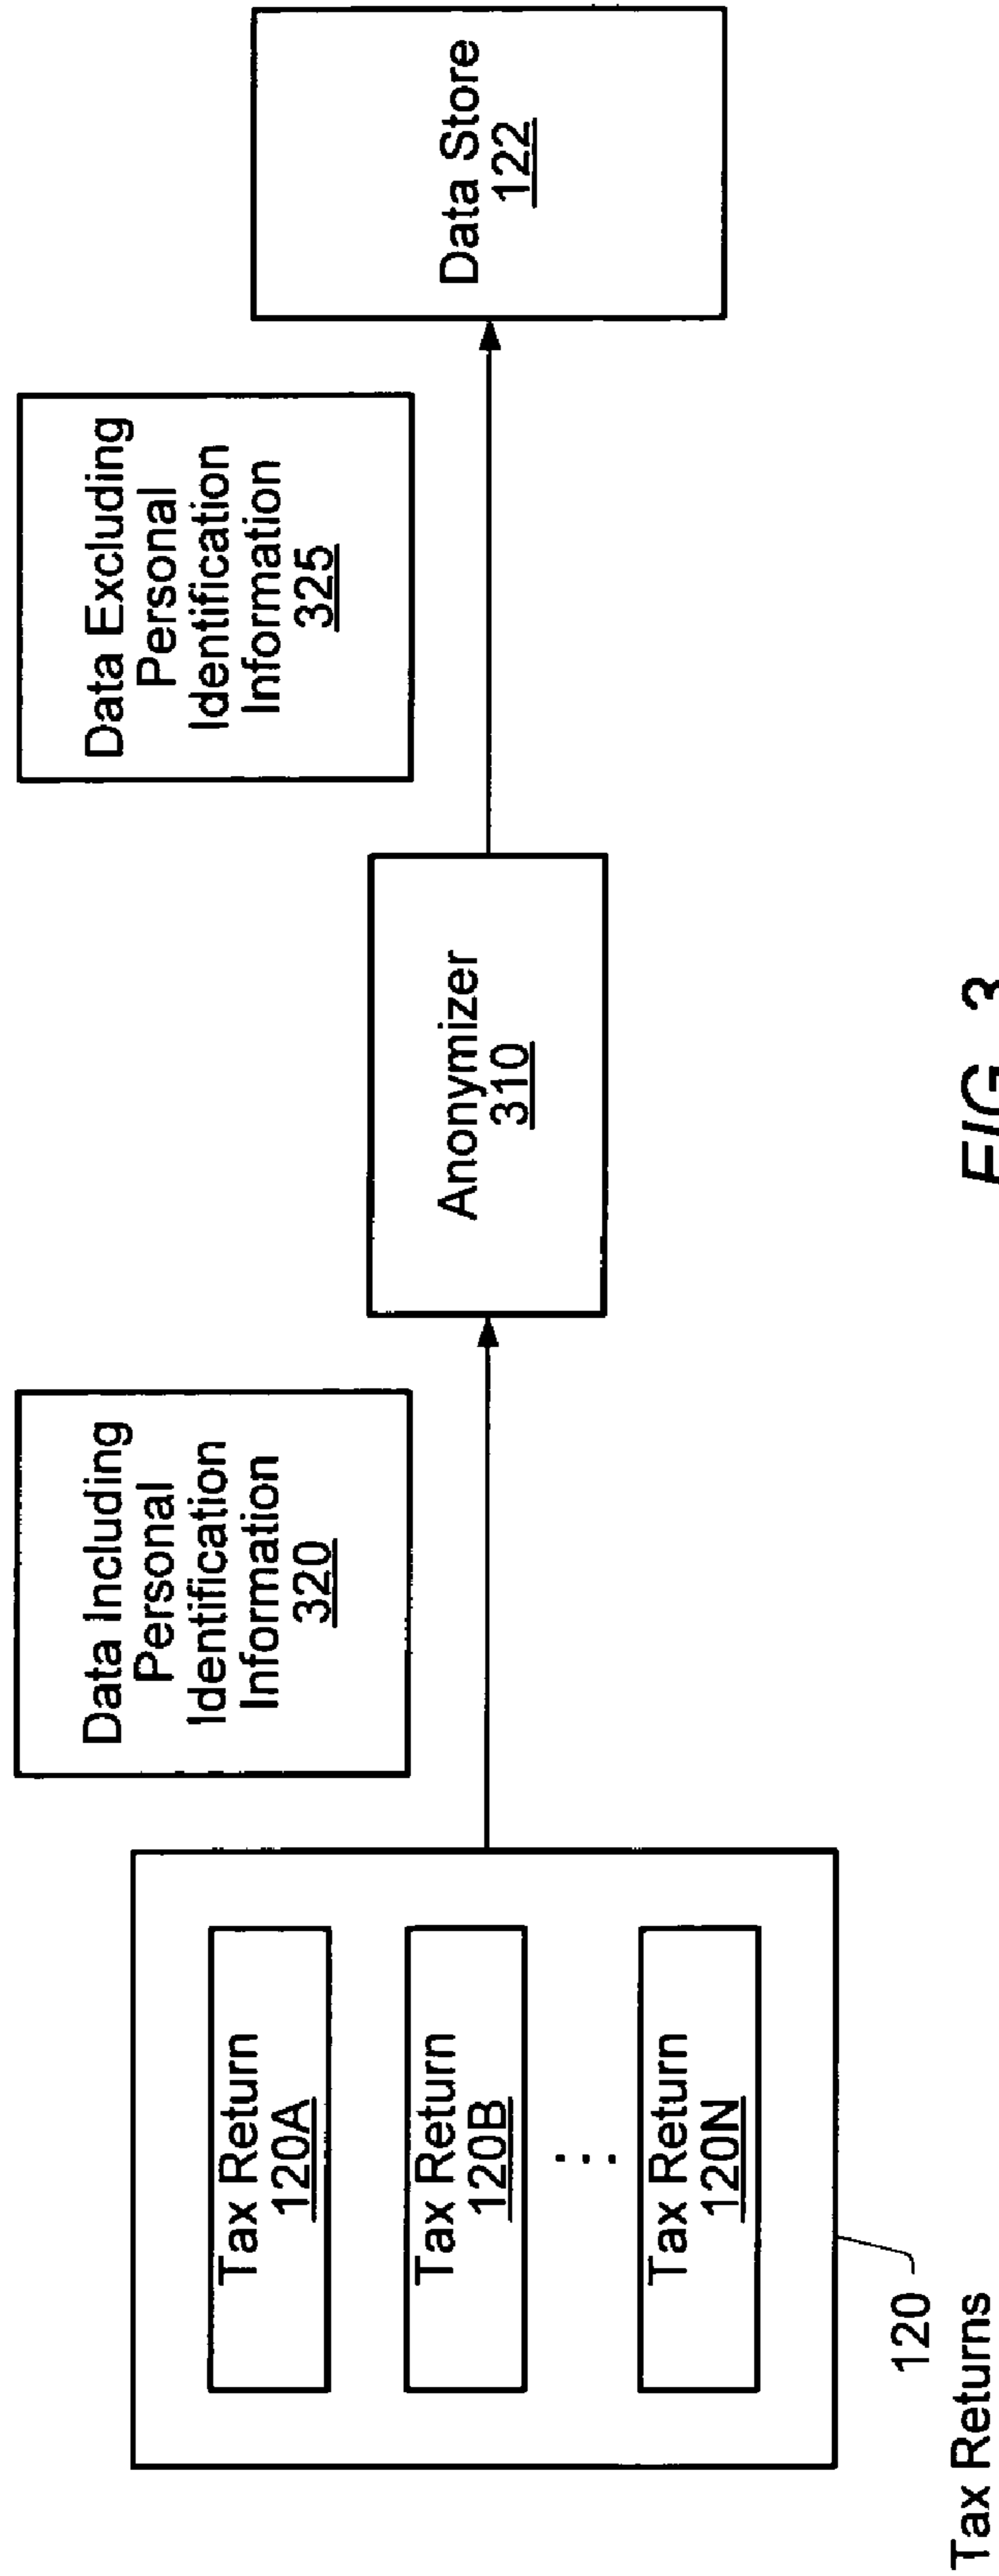 Tax Return
120A
Tax Return
120B
...
Tax Return
120N
120
Tax Returns
Data Including
Personal
Identification
Information
320
Anonymizer
310
Data Excluding
Personal
Identification
Information
325
Data Store
122
FIG. 3